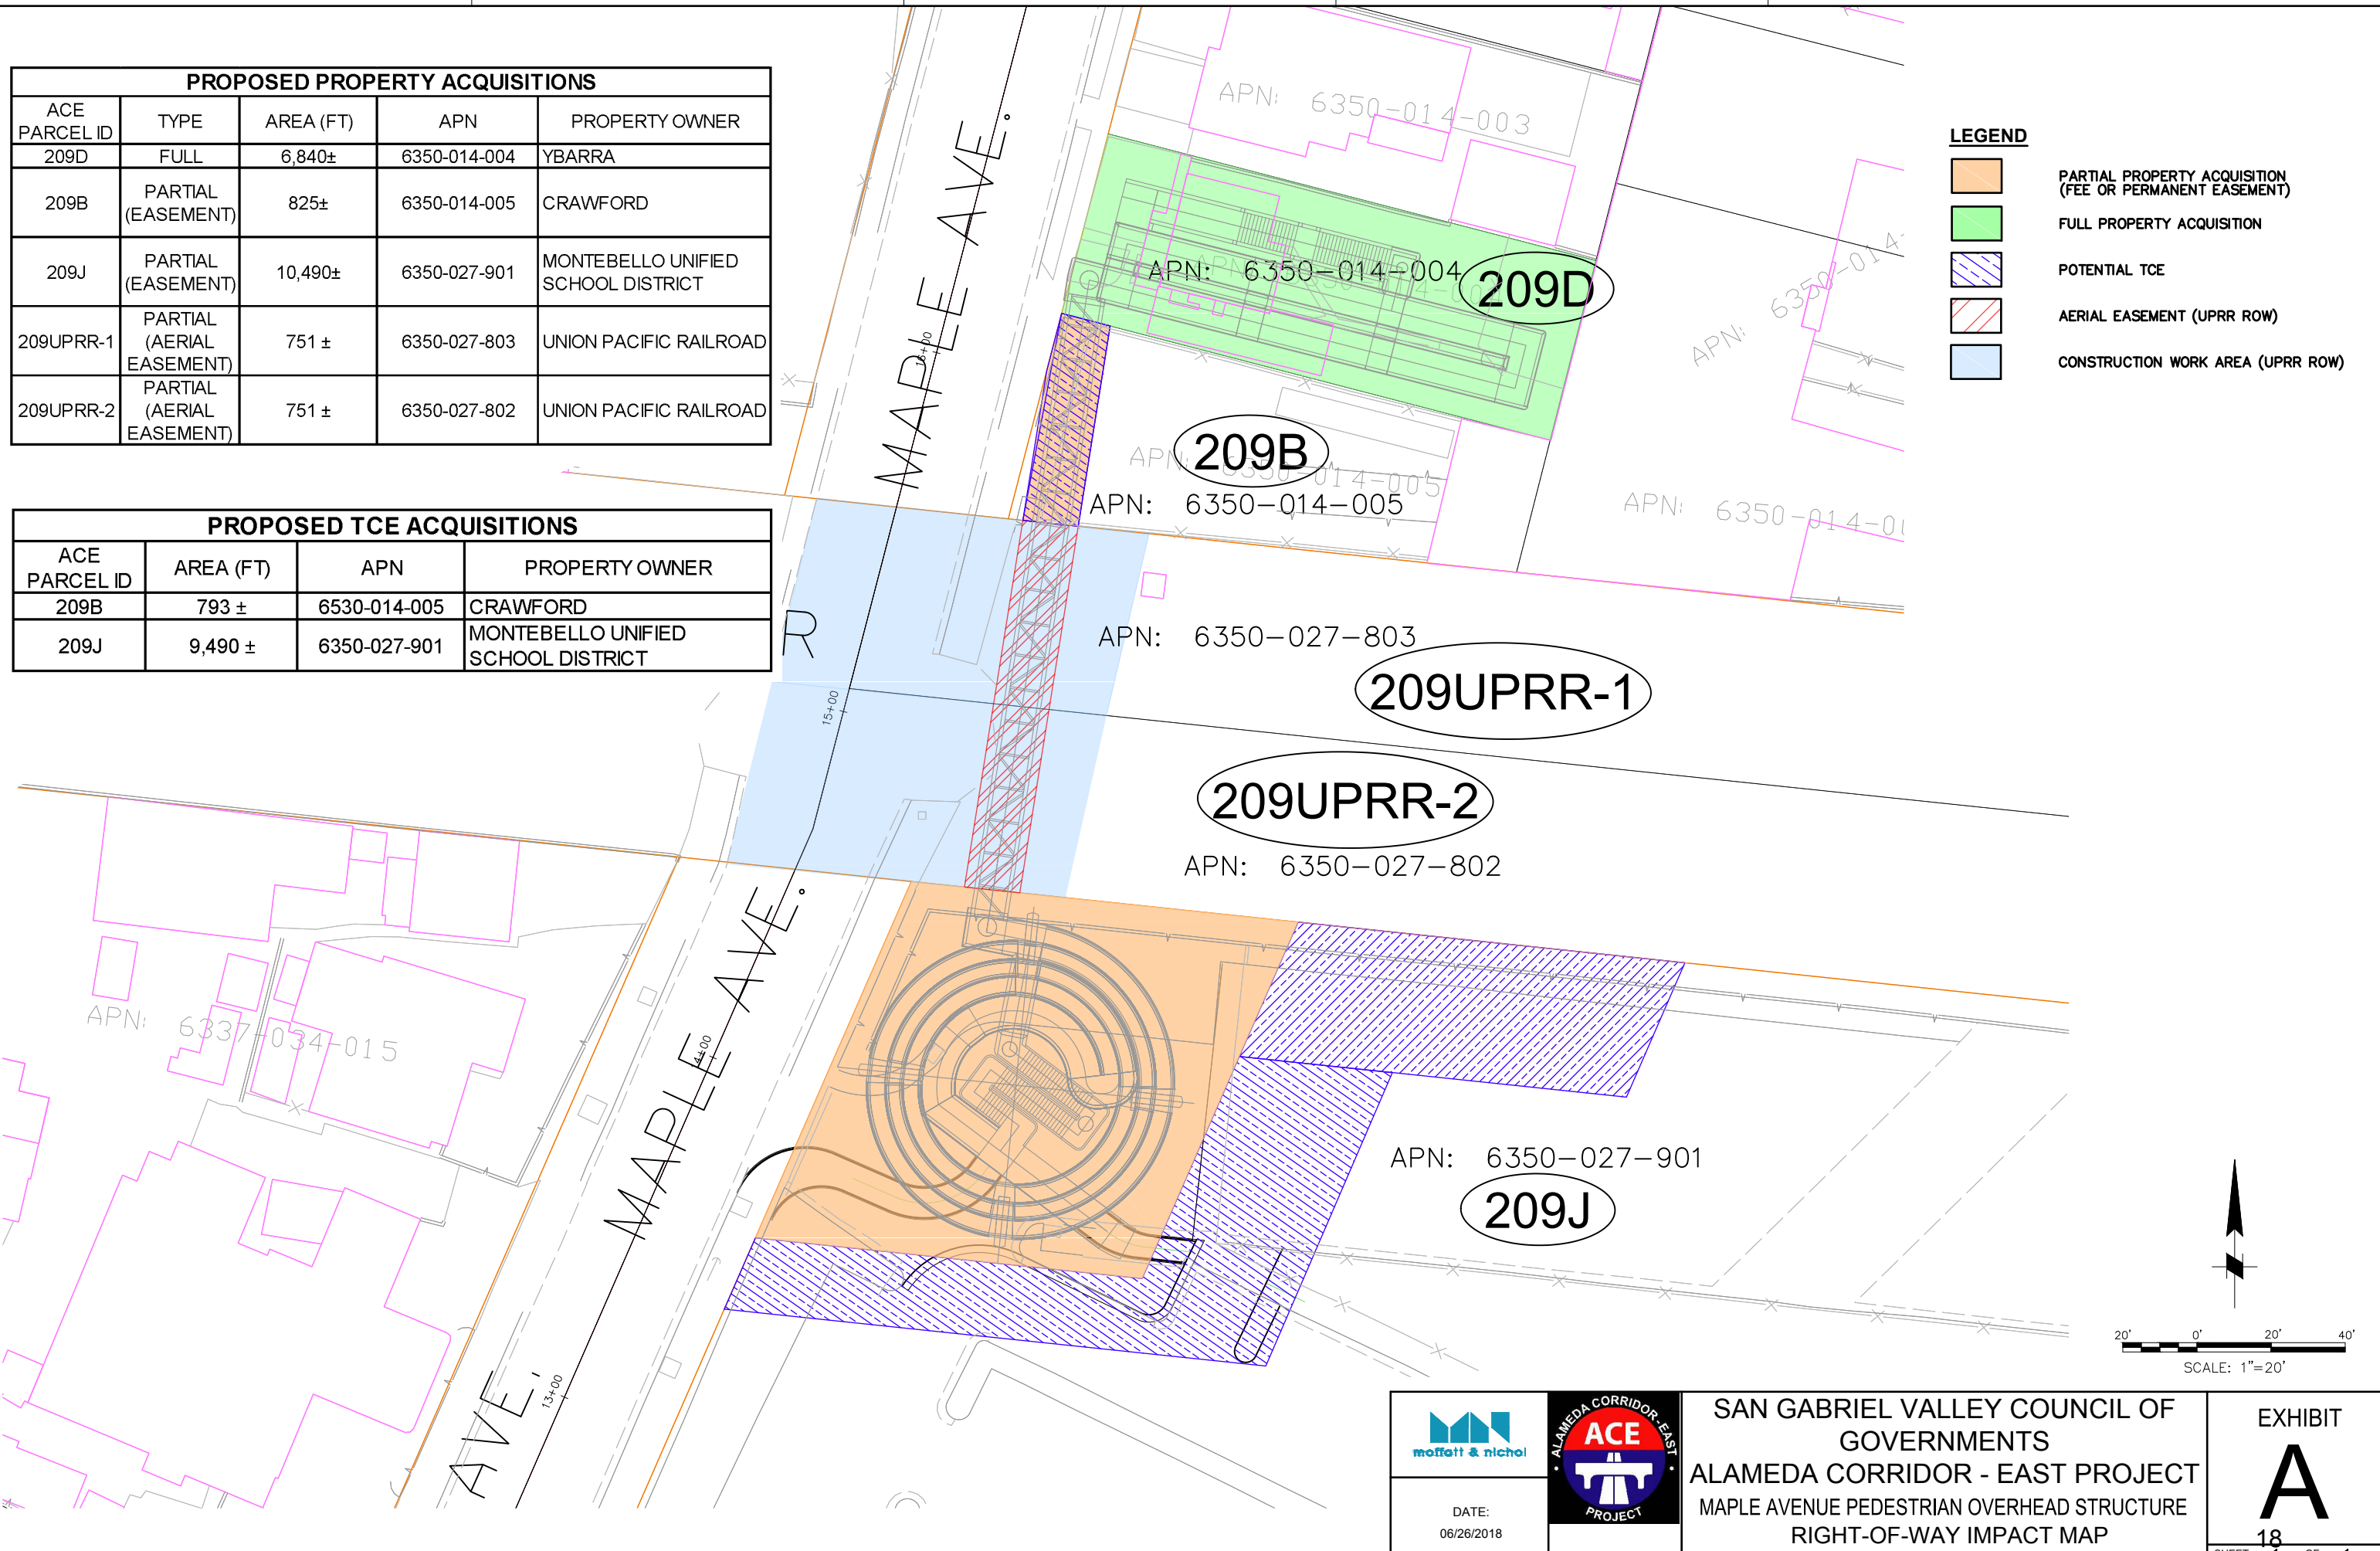 PROPOSED PROPERTY ACQUISITIONS
ACE PARCEL ID TYPE AREA (FT) APN PROPERTY OWNER
209D FULL 6,840± 6350-014-004 YBARRA
209B PARTIAL (EASEMENT) 825± 6350-014-005 CRAWFORD
209J PARTIAL (EASEMENT) 10,490± 6350-027-901 MONTEBELLO UNIFIED SCHOOL DISTRICT
209UPRR-1 PARTIAL (AERIAL EASEMENT) 751 ± 6350-027-803 UNION PACIFIC RAILROAD
209UPRR-2 PARTIAL (AERIAL EASEMENT) 751 ± 6350-027-802 UNION PACIFIC RAILROAD
PROPOSED TCE ACQUISITIONS
ACE PARCEL ID AREA (FT) APN PROPERTY OWNER
209B 793 ± 6530-014-005 CRAWFORD
209J 9,490 ± 6350-027-901 MONTEBELLO UNIFIED SCHOOL DISTRICT
LEGEND
PARTIAL PROPERTY ACQUISITION
(FEE OR PERMANENT EASEMENT)
FULL PROPERTY ACQUISITION
POTENTIAL TCE
AERIAL EASEMENT (UPRR ROW)
CONSTRUCTION WORK AREA (UPRR ROW)
APN: 6350-014-003
MAPLE AVE.
16+00
APN: 6350-014-004
209D
209B
APN: 6350-014-005
APN: 6350-014-005
R
APN: 6350-027-803
209UPRR-1
15+00
209UPRR-2
APN: 6350-027-802
MAPLE AVE.
14+00
APN: 6337-034-015
APN: 6350-027-901
209J
13+00
AVE.
20' 0' 20' 40'
SCALE: 1"=20'
moffatt & nichol
DATE:
06/26/2018
ALAMEDA CORRIDOR-EAST
ACE
PROJECT
SAN GABRIEL VALLEY COUNCIL OF
GOVERNMENTS
ALAMEDA CORRIDOR - EAST PROJECT
MAPLE AVENUE PEDESTRIAN OVERHEAD STRUCTURE
RIGHT-OF-WAY IMPACT MAP
EXHIBIT
A
18